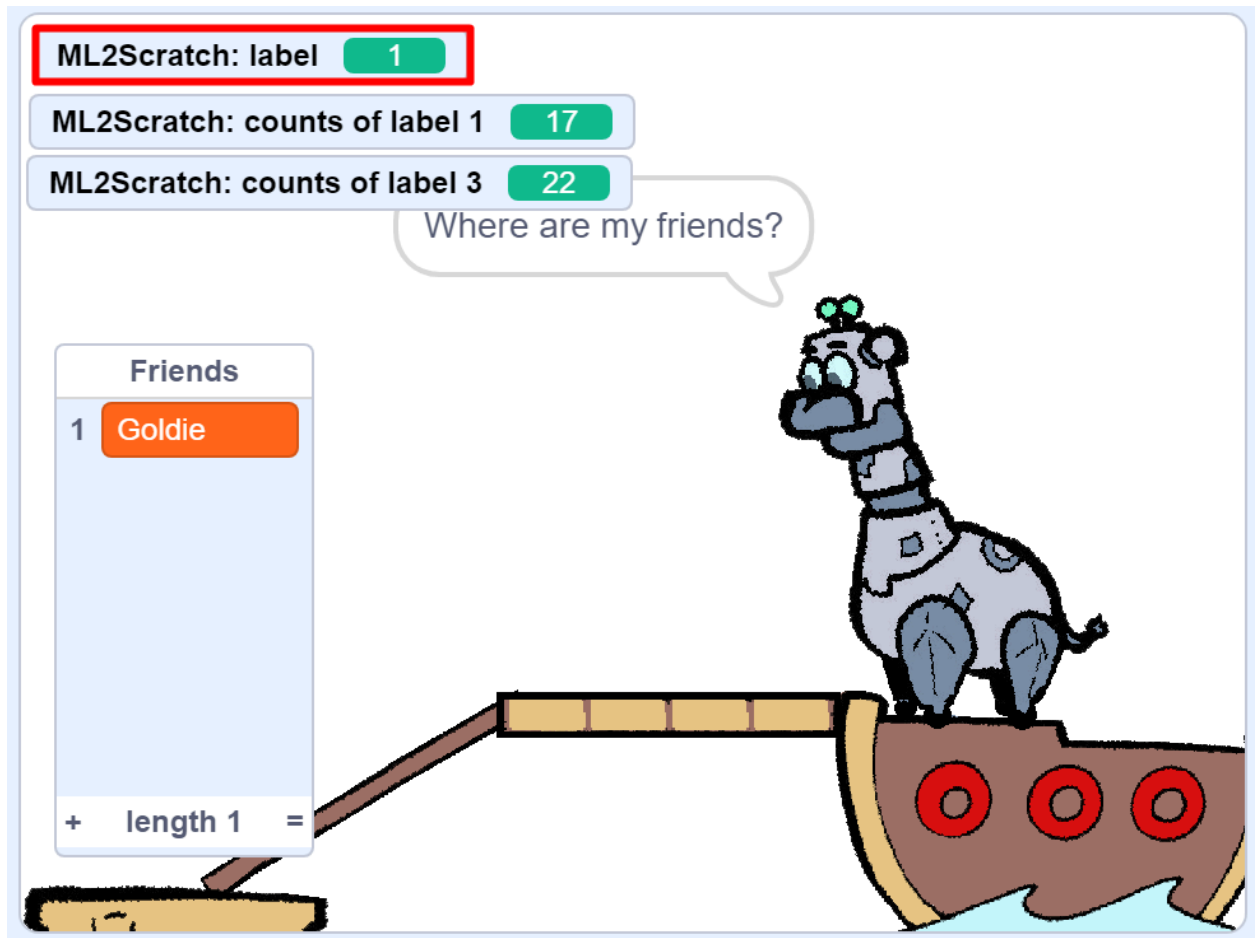 ML2Scratch: label 1
ML2Scratch: counts of label 1 17
ML2Scratch: counts of label 3 22
Where are my friends?
Friends
1 Goldie
+ length 1 =